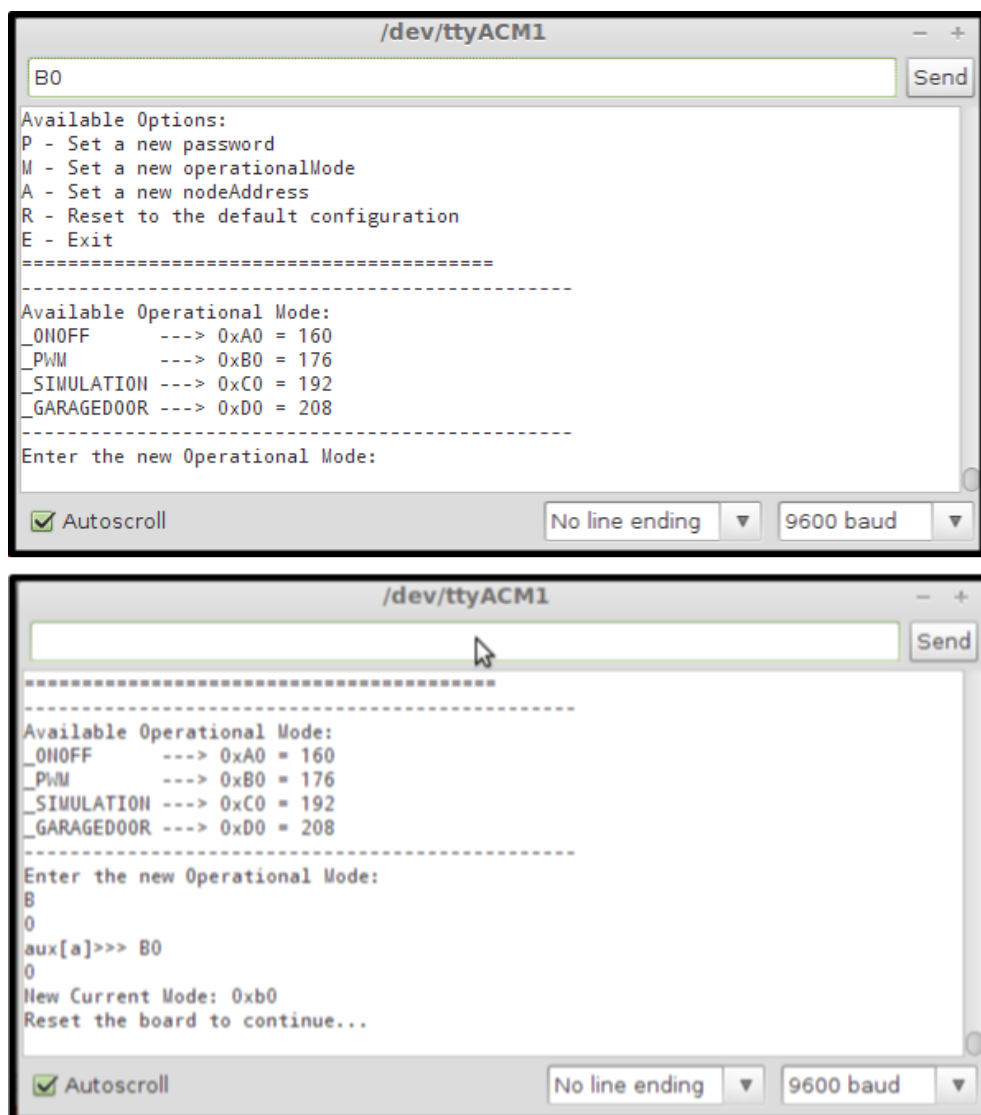 /dev/ttyACM1
B0
Send
Available Options:
P - Set a new password
M - Set a new operationalMode
A - Set a new nodeAddress
R - Reset to the default configuration
E - Exit
=========================================
------------------------------------------------
Available Operational Mode:
_ONOFF      ---> 0xA0 = 160
_PWM        ---> 0xB0 = 176
_SIMULATION ---> 0xC0 = 192
_GARAGEDOOR ---> 0xD0 = 208
------------------------------------------------
Enter the new Operational Mode:
Autoscroll
No line ending
9600 baud
/dev/ttyACM1
Send
=========================================
------------------------------------------------
Available Operational Mode:
_ONOFF      ---> 0xA0 = 160
_PWM        ---> 0xB0 = 176
_SIMULATION ---> 0xC0 = 192
_GARAGEDOOR ---> 0xD0 = 208
------------------------------------------------
Enter the new Operational Mode:
B
0
aux[a]>>> B0
0
New Current Mode: 0xb0
Reset the board to continue...
Autoscroll
No line ending
9600 baud